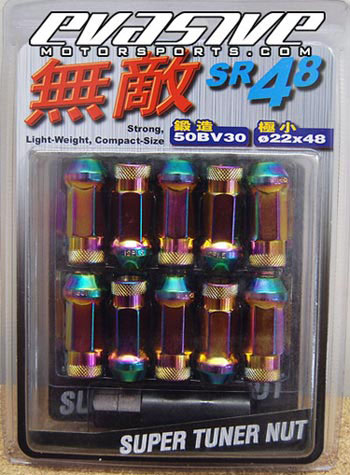 evasive
MOTORSPORTS.COM
無敵 SR48
Strong,
Light-Weight, Compact-Size
鍛造 極小
50BV30 ø22x48
SUPER TUNER NUT